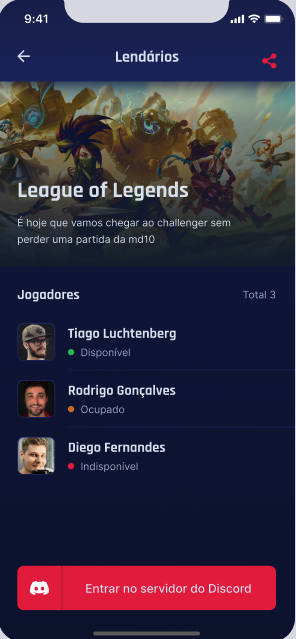 9:41
Lendários
League of Legends
É hoje que vamos chegar ao challenger sem
perder uma partida da md10
Jogadores
Total 3
Tiago Luchtenberg
Disponível
Rodrigo Gonçalves
Ocupado
Diego Fernandes
Indisponível
Entrar no servidor do Discord